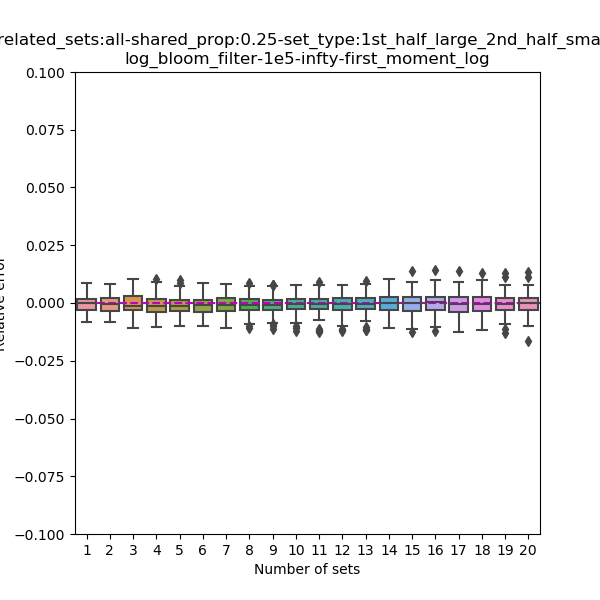 related_sets:all-shared_prop:0.25-set_type:1st_half_large_2nd_half_sma
log_bloom_filter-1e5-infty-first_moment_log
0.100
0.075
0.050
0.025
0.000
−0.025
−0.050
−0.075
−0.100
Relative error
1 2 3 4 5 6 7 8 9 10 11 12 13 14 15 16 17 18 19 20
Number of sets